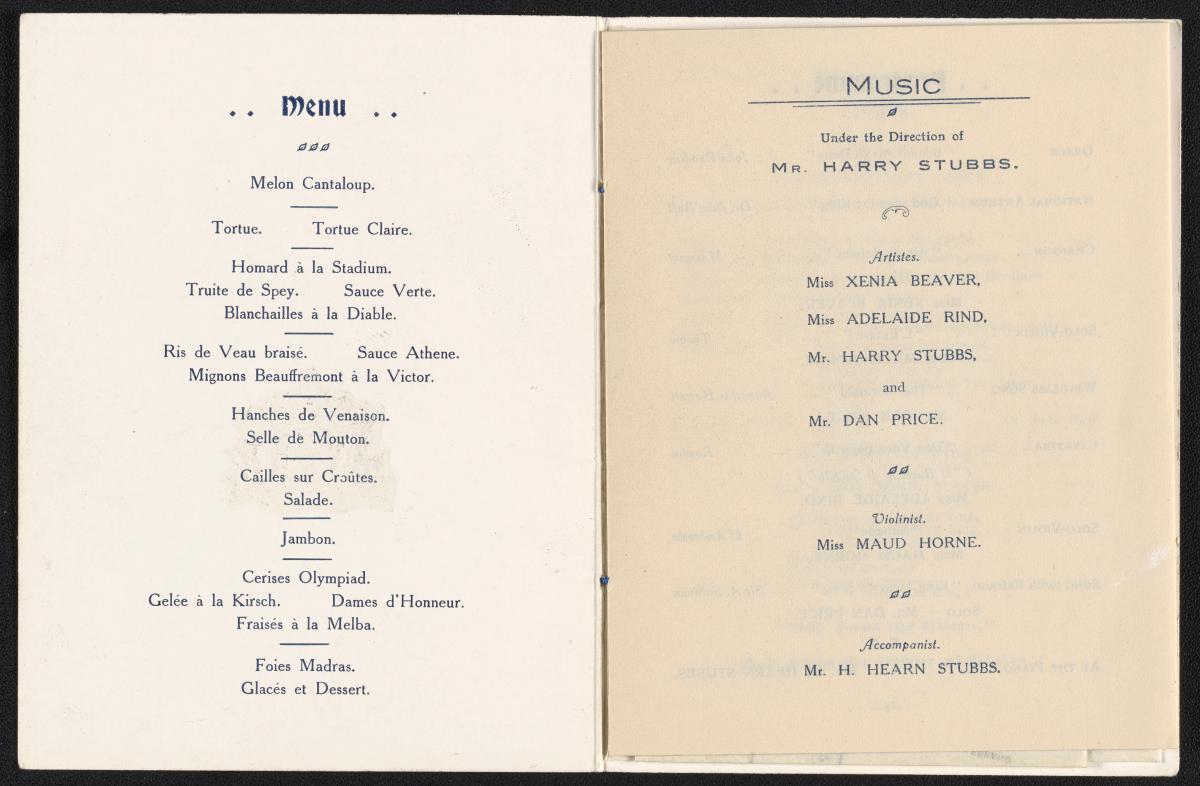 . . Menu . .
Melon Cantaloup.
Tortue. Tortue Claire.
Homard à la Stadium.
Truite de Spey. Sauce Verte.
Blanchailles à la Diable.
Ris de Veau braisé. Sauce Athene.
Mignons Beauffremont à la Victor.
Hanches de Venaison.
Selle de Mouton.
Cailles sur Croûtes.
Salade.
Jambon.
Cerises Olympiad.
Gelée à la Kirsch. Dames d'Honneur.
Fraisés à la Melba.
Foies Madras.
Glacés et Dessert.
MUSIC
Under the Direction of
MR. HARRY STUBBS.
Artistes.
Miss XENIA BEAVER,
Miss ADELAIDE RIND,
Mr. HARRY STUBBS,
and
Mr. DAN PRICE.
Violinist.
Miss MAUD HORNE.
Accompanist.
Mr. H. HEARN STUBBS.